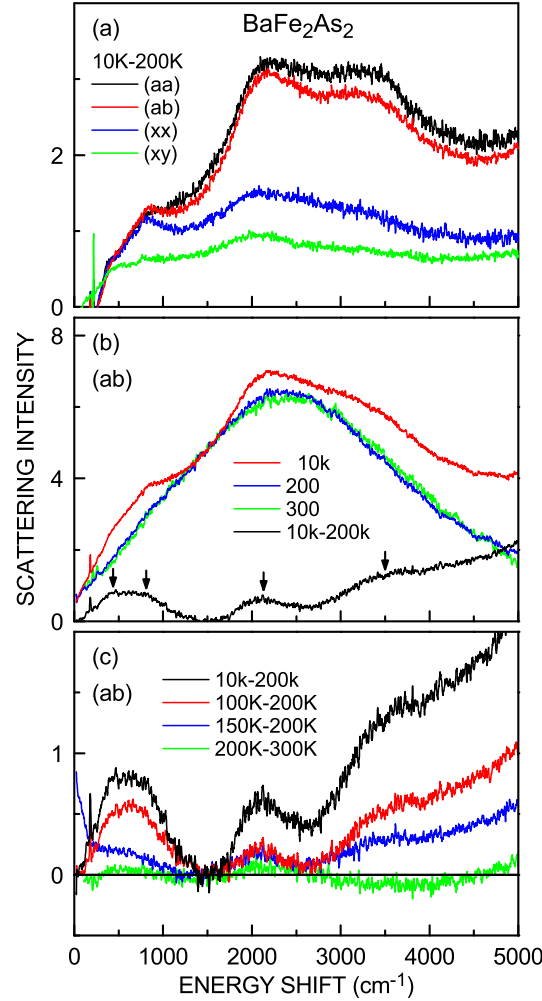 (a) BaFe₂As₂
10K-200K
(aa)
(ab)
(xx)
(xy)
2
0
8
(b)
(ab)
10k
200
300
10k-200k
4
0
(c)
(ab)
10k-200k
100K-200K
150K-200K
200K-300K
1
0
0 1000 2000 3000 4000 5000
ENERGY SHIFT (cm⁻¹)
SCATTERING INTENSITY